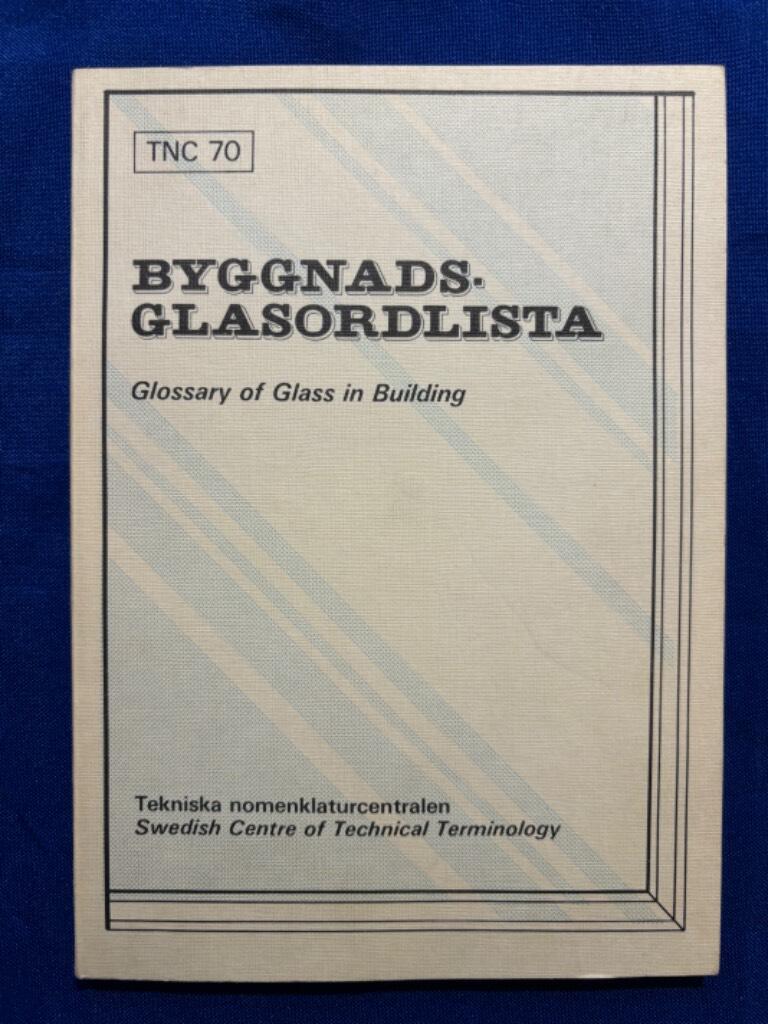 TNC 70
BYGGNADS-
GLASORDLISTA
Glossary of Glass in Building
Tekniska nomenklaturcentralen
Swedish Centre of Technical Terminology